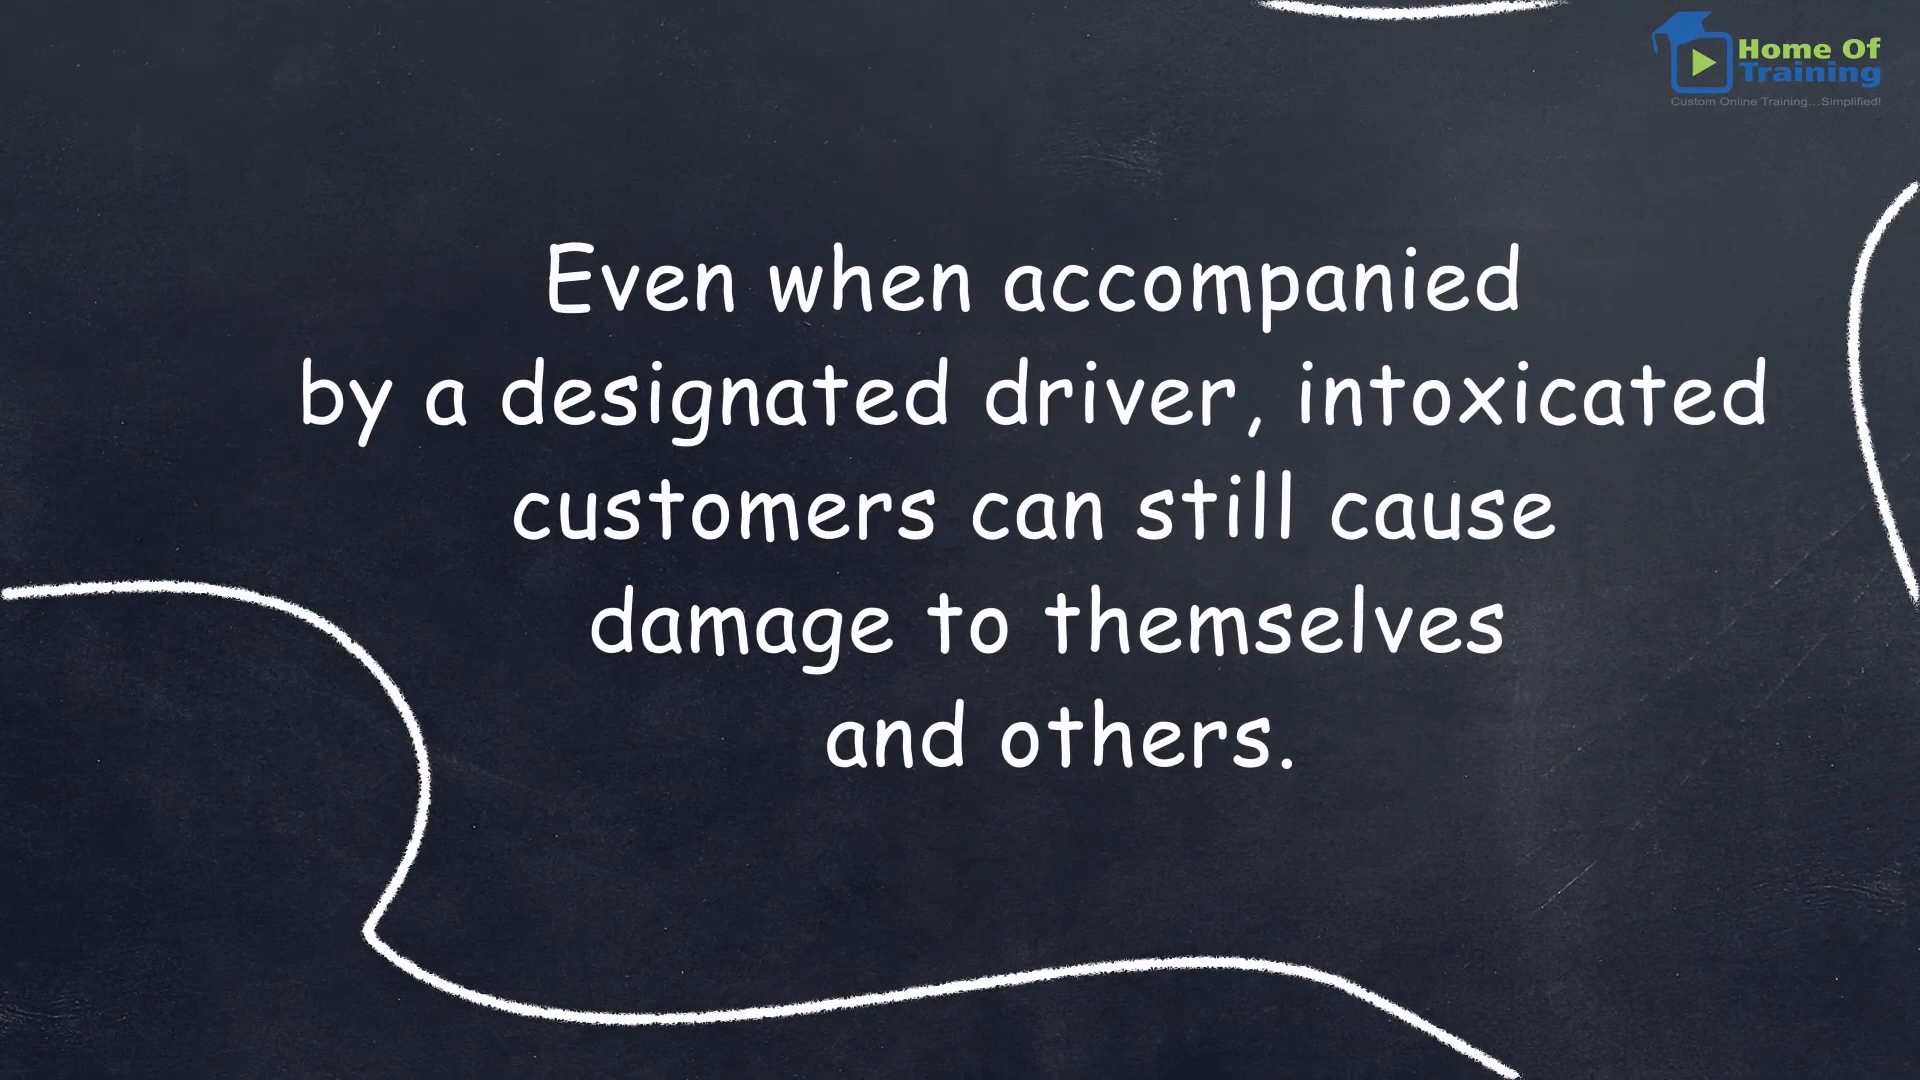 Home Of
Training
Custom Online Training...Simplified!
Even when accompanied
by a designated driver, intoxicated
customers can still cause
damage to themselves
and others.